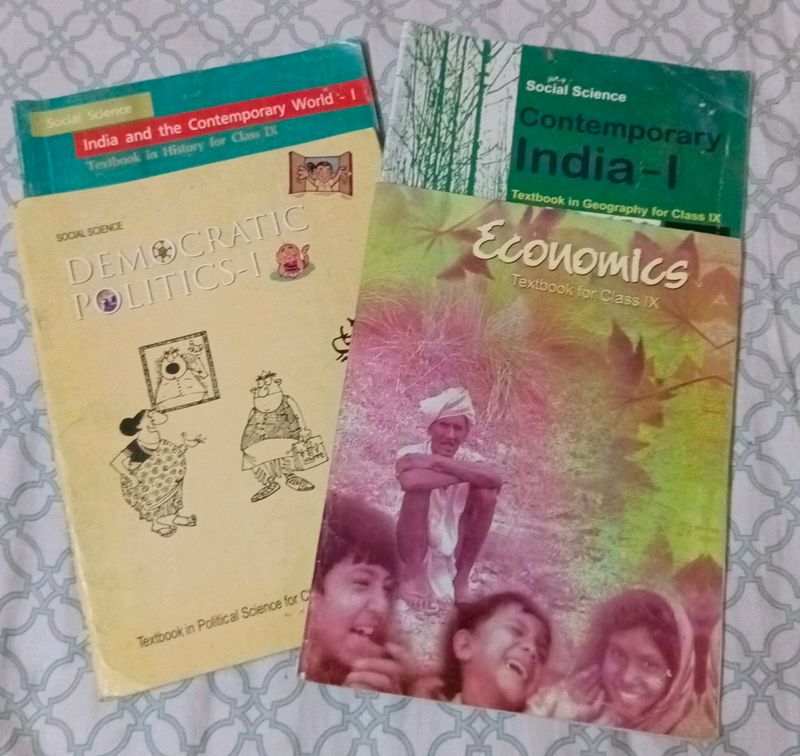 Social Science
India and the Contemporary World - I
Textbook in History for Class IX
Social Science
Contemporary
India-I
Textbook in Geography for Class IX
SOCIAL SCIENCE
DEMOCRATIC
POLITICS-I
Textbook in Political Science for
Economics
Textbook for Class IX